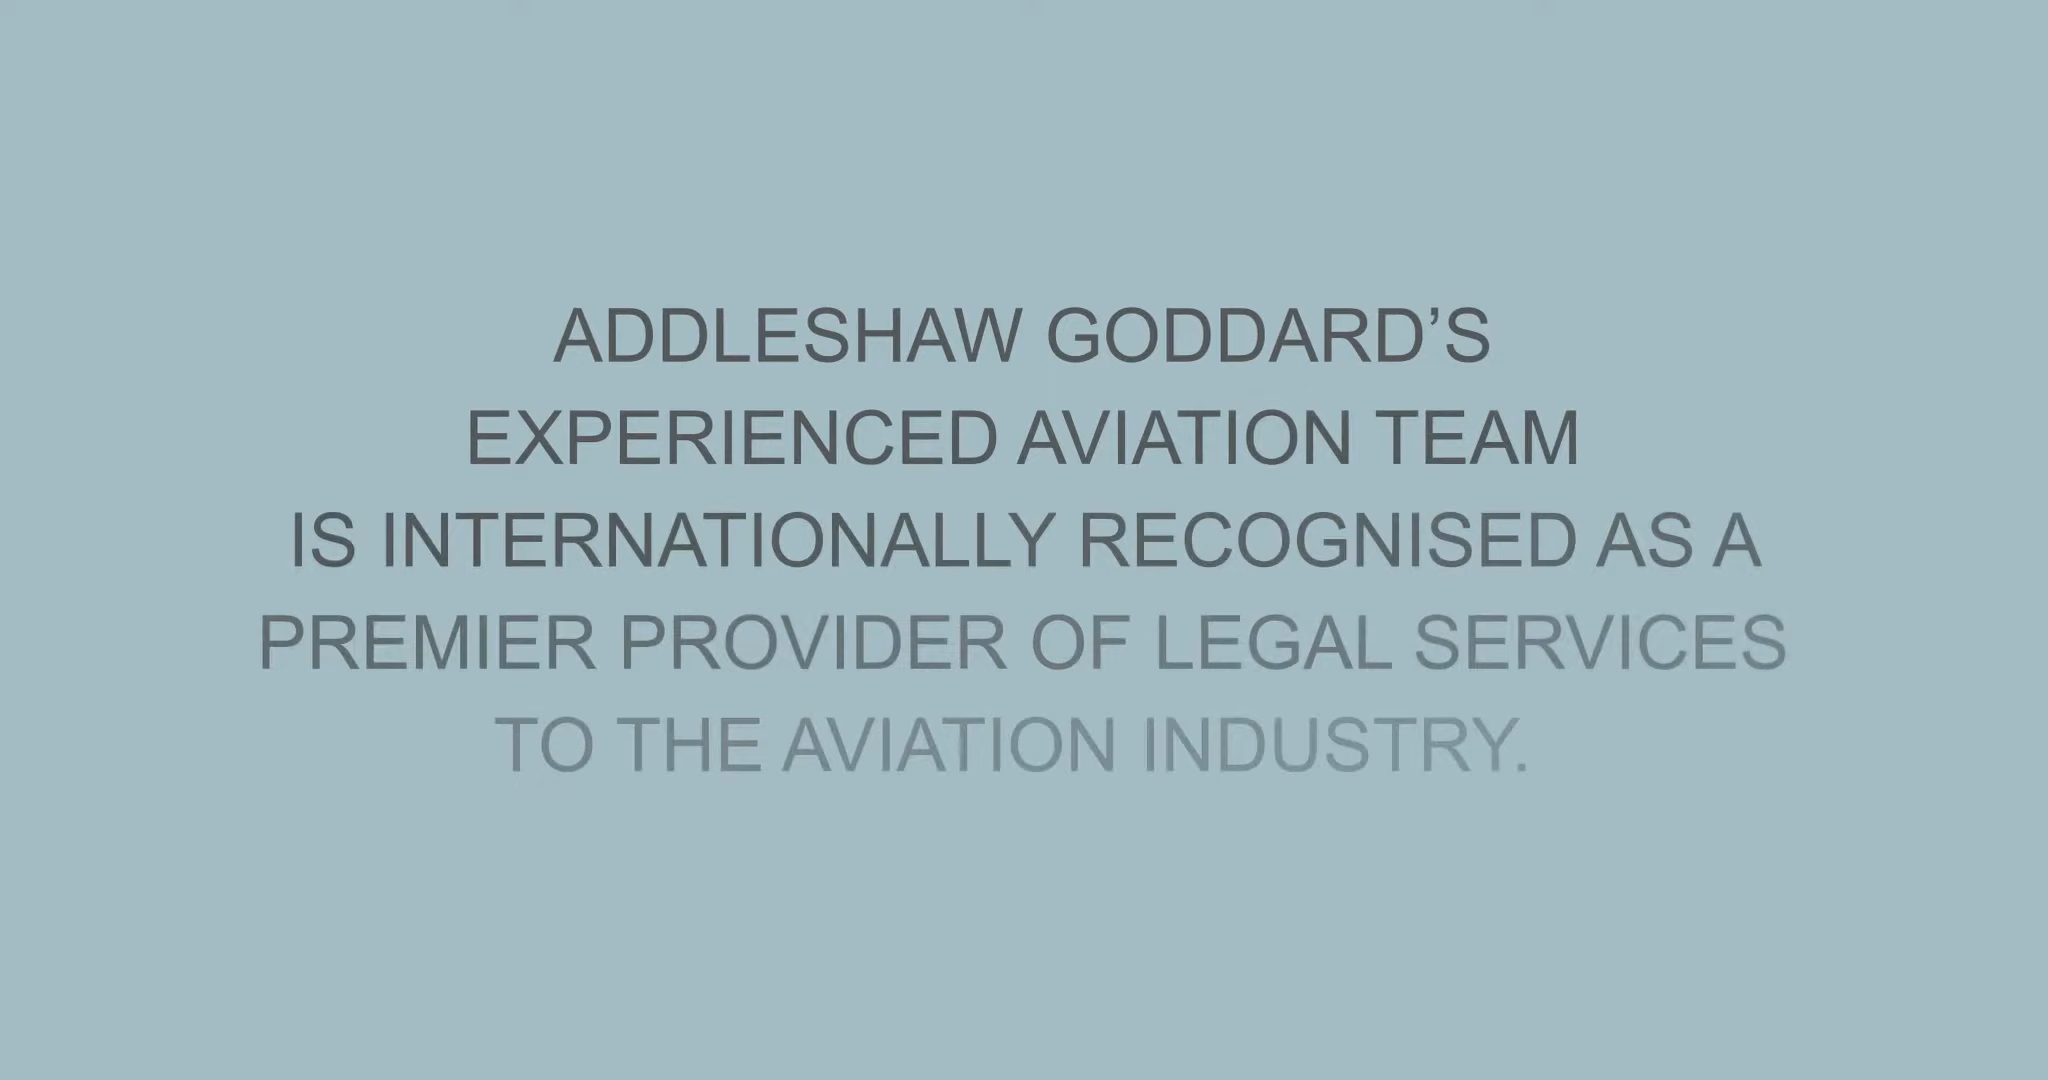 ADDLESHAW GODDARD’S
EXPERIENCED AVIATION TEAM
IS INTERNATIONALLY RECOGNISED AS A
PREMIER PROVIDER OF LEGAL SERVICES
TO THE AVIATION INDUSTRY.